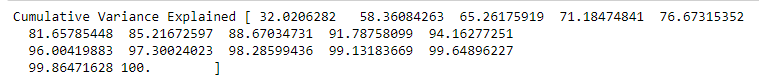 Cumulative Variance Explained [ 32.0206282 58.36084263 65.26175919 71.18474841 76.67315352
81.65785448 85.21672597 88.67034731 91.78758099 94.16277251
96.00419883 97.30024023 98.28599436 99.13183669 99.64896227
99.86471628 100. ]